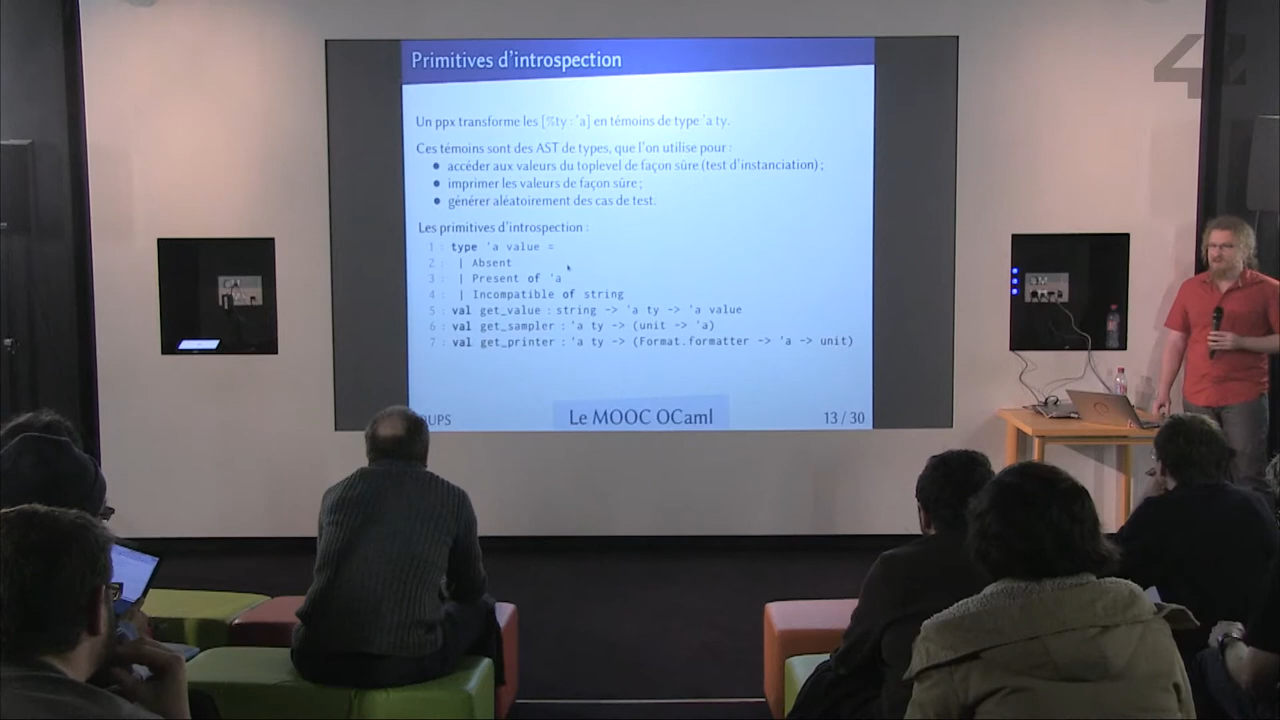 42
Primitives d'introspection
Un ppx transforme les [%ty : 'a] en témoins de type 'a ty.
Ces témoins sont des AST de types, que l'on utilise pour :
• accéder aux valeurs du toplevel de façon sûre (test d'instanciation) ;
• imprimer les valeurs de façon sûre ;
• générer aléatoirement des cas de test.
Les primitives d'introspection :
1 : type 'a value =
2 : | Absent
3 : | Present of 'a
4 : | Incompatible of string
5 : val get_value : string -> 'a ty -> 'a value
6 : val get_sampler : 'a ty -> (unit -> 'a)
7 : val get_printer : 'a ty -> (Format.formatter -> 'a -> unit)
OUPS Le MOOC OCaml 13 / 30